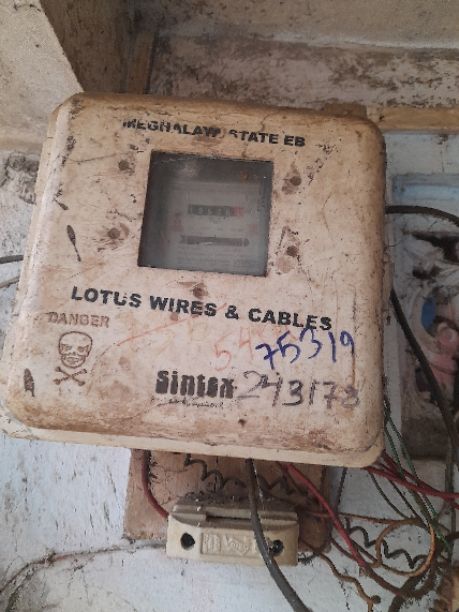 MEGHALAYA STATE EB
LOTUS WIRES & CABLES
DANGER
75319
Sintex
243173